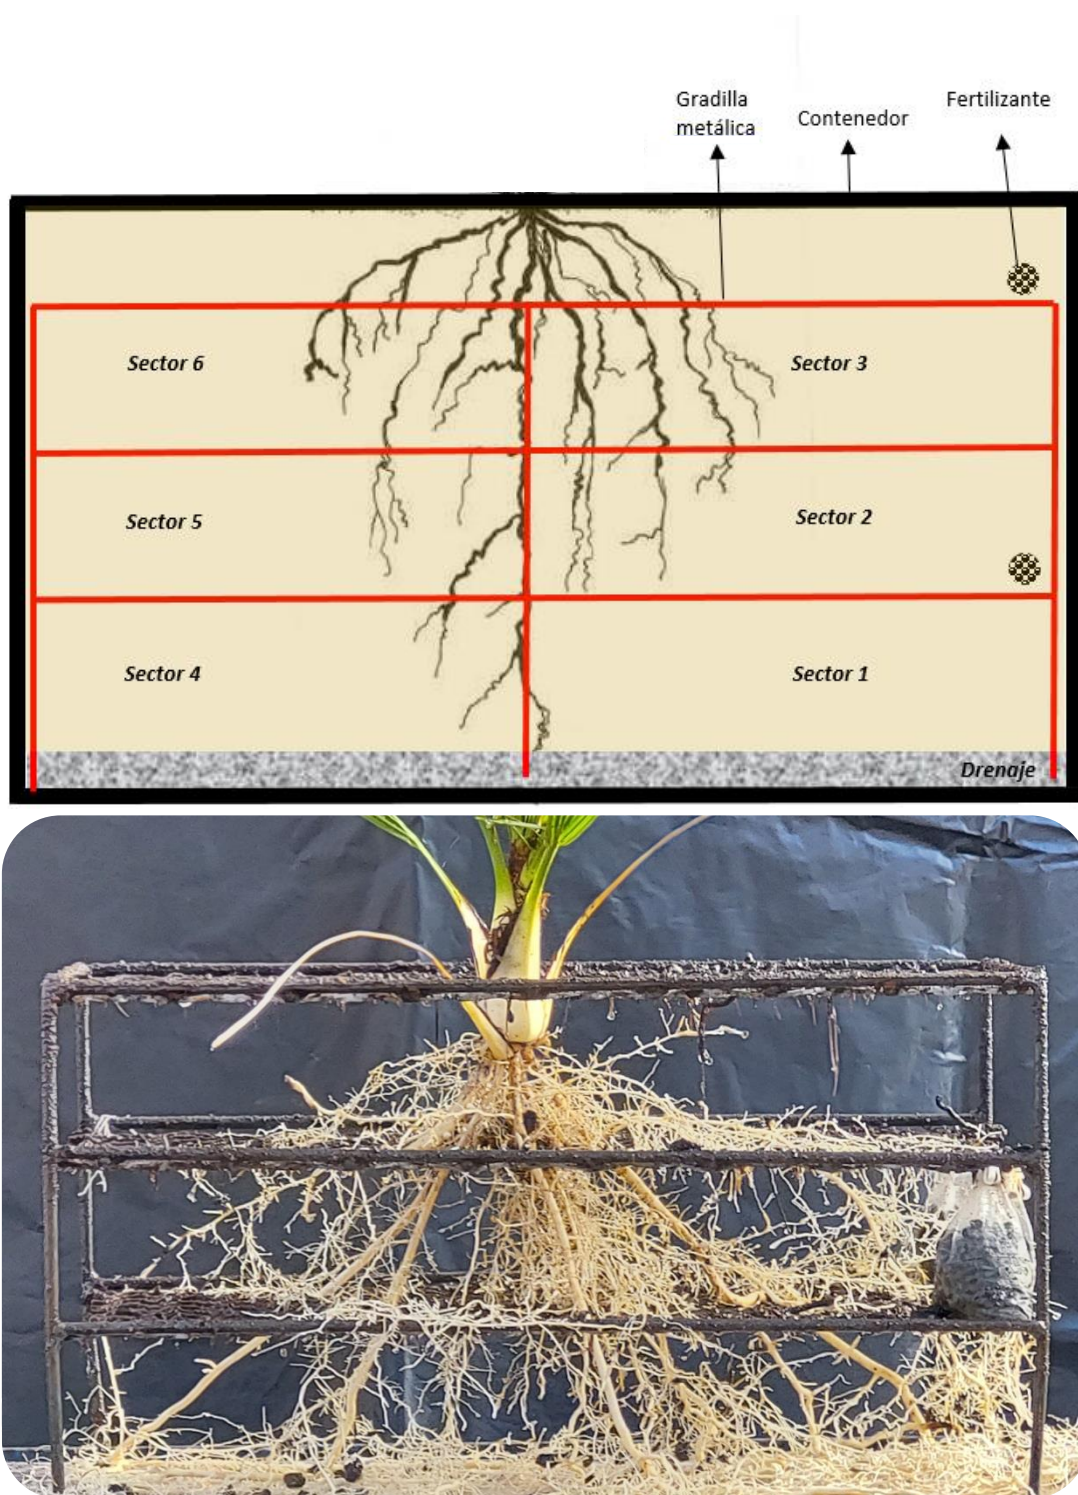 Gradilla
metálica
Contenedor
Fertilizante
Sector 6
Sector 3
Sector 5
Sector 2
Sector 4
Sector 1
Drenaje